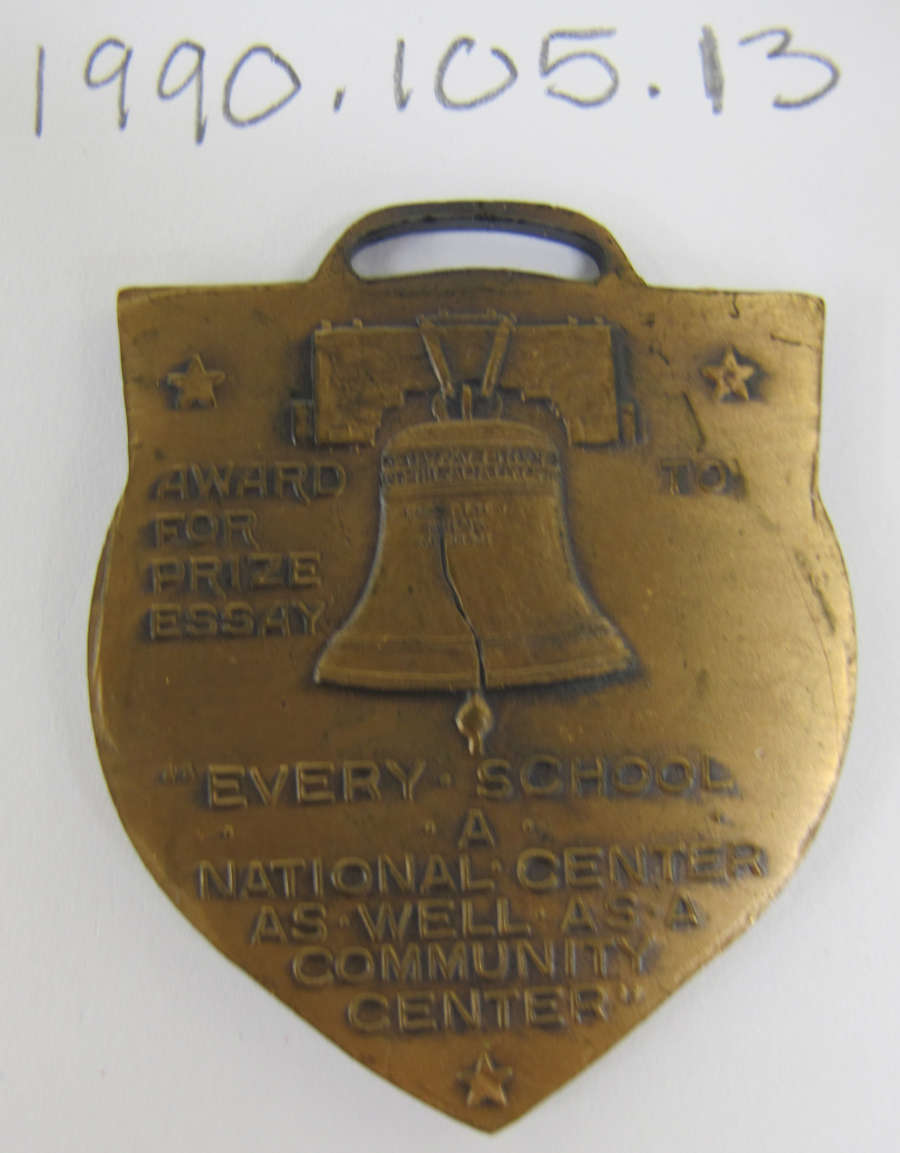 1990.105.13
AWARD TO
FOR
PRIZE
ESSAY
"EVERY · SCHOOL
· A ·
NATIONAL · CENTER
AS · WELL · AS · A
COMMUNITY
CENTER"